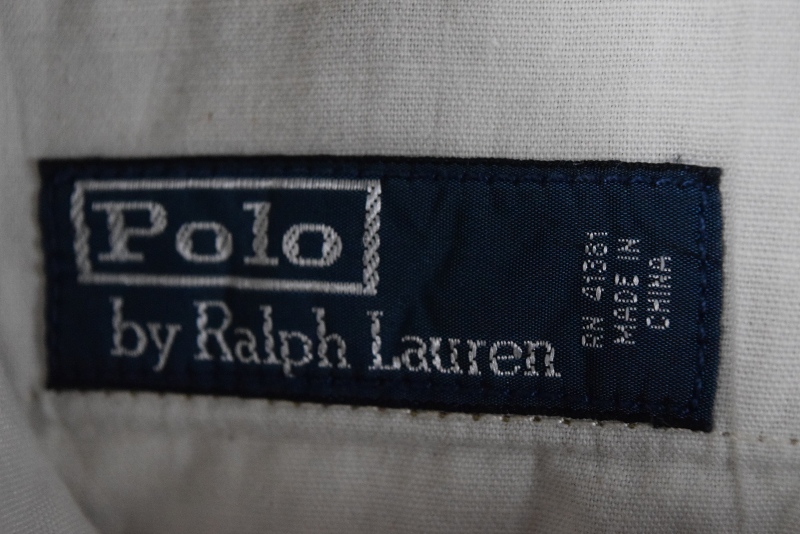 Polo
by Ralph Lauren
RN 41381
MADE IN
CHINA